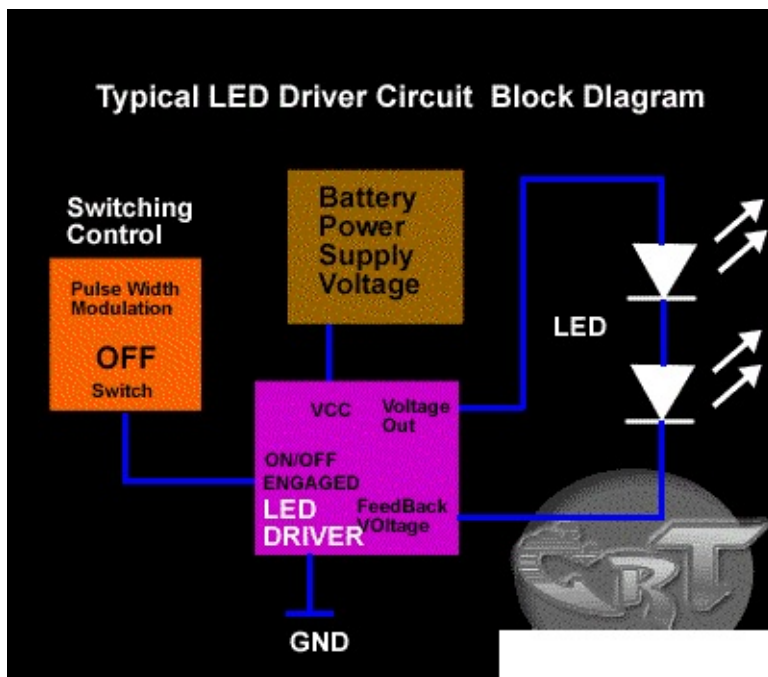 Typical LED Driver Circuit Block DIagram
Switching
Control
Pulse Width
Modulation
OFF
Switch
Battery
Power
Supply
Voltage
VCC
Voltage
Out
ON/OFF
ENGAGED
LED
DRIVER
FeedBack
VOltage
LED
GND
GRT